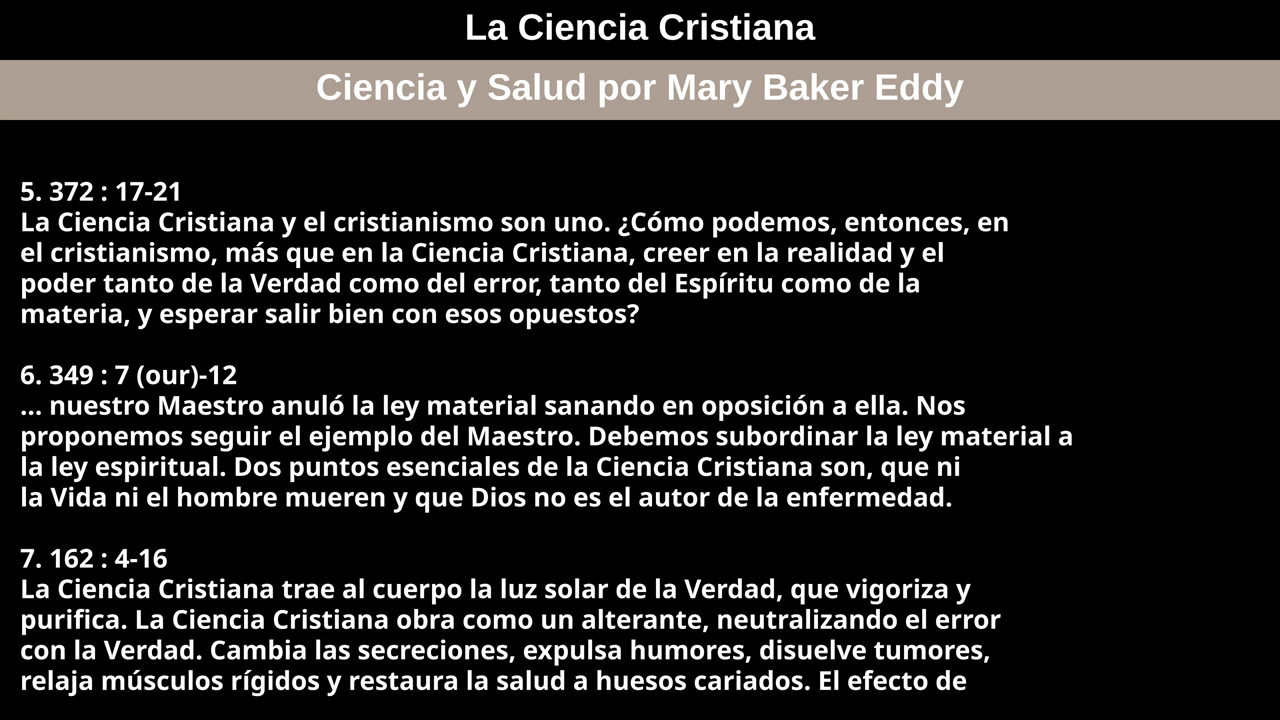 La Ciencia Cristiana
Ciencia y Salud por Mary Baker Eddy
5. 372 : 17-21
La Ciencia Cristiana y el cristianismo son uno. ¿Cómo podemos, entonces, en
el cristianismo, más que en la Ciencia Cristiana, creer en la realidad y el
poder tanto de la Verdad como del error, tanto del Espíritu como de la
materia, y esperar salir bien con esos opuestos?
6. 349 : 7 (our)-12
... nuestro Maestro anuló la ley material sanando en oposición a ella. Nos
proponemos seguir el ejemplo del Maestro. Debemos subordinar la ley material a
la ley espiritual. Dos puntos esenciales de la Ciencia Cristiana son, que ni
la Vida ni el hombre mueren y que Dios no es el autor de la enfermedad.
7. 162 : 4-16
La Ciencia Cristiana trae al cuerpo la luz solar de la Verdad, que vigoriza y
purifica. La Ciencia Cristiana obra como un alterante, neutralizando el error
con la Verdad. Cambia las secreciones, expulsa humores, disuelve tumores,
relaja músculos rígidos y restaura la salud a huesos cariados. El efecto de